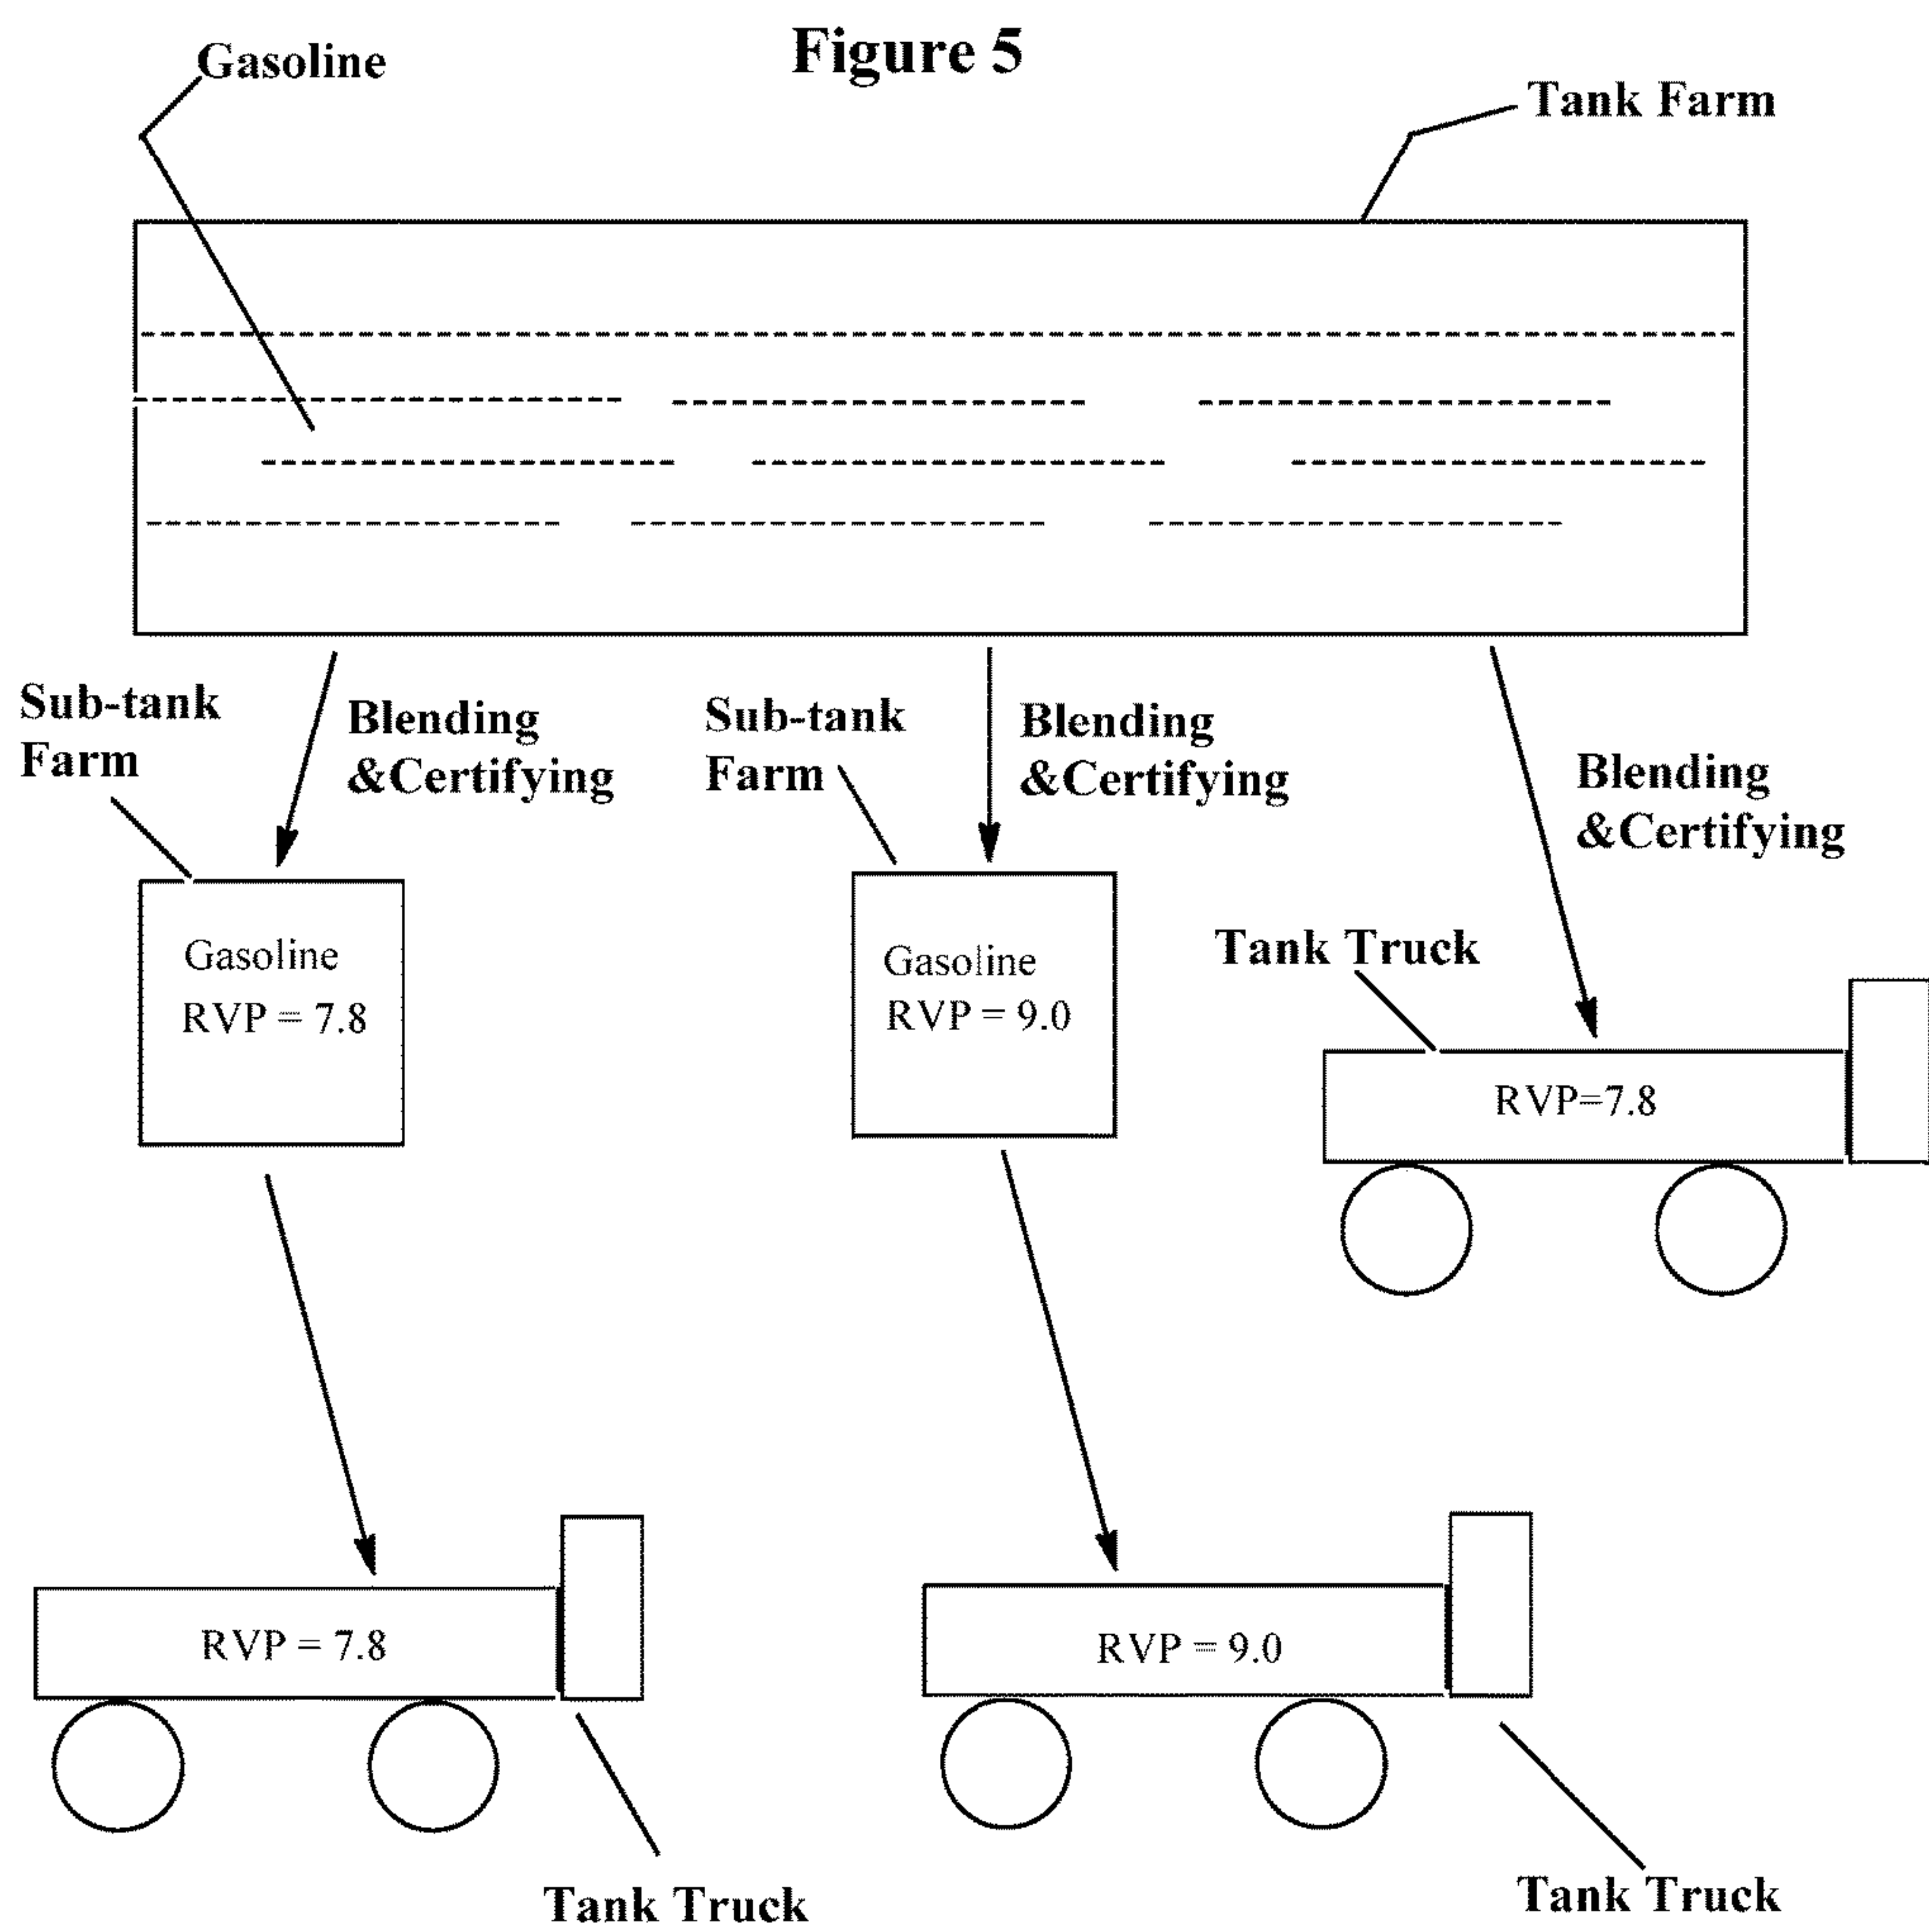 Figure 5
Gasoline
Tank Farm
Sub-tank
Farm
Blending
&Certifying
Sub-tank
Farm
Blending
&Certifying
Blending
&Certifying
Gasoline
RVP = 7.8
Gasoline
RVP = 9.0
Tank Truck
RVP=7.8
RVP = 7.8
RVP = 9.0
Tank Truck
Tank Truck